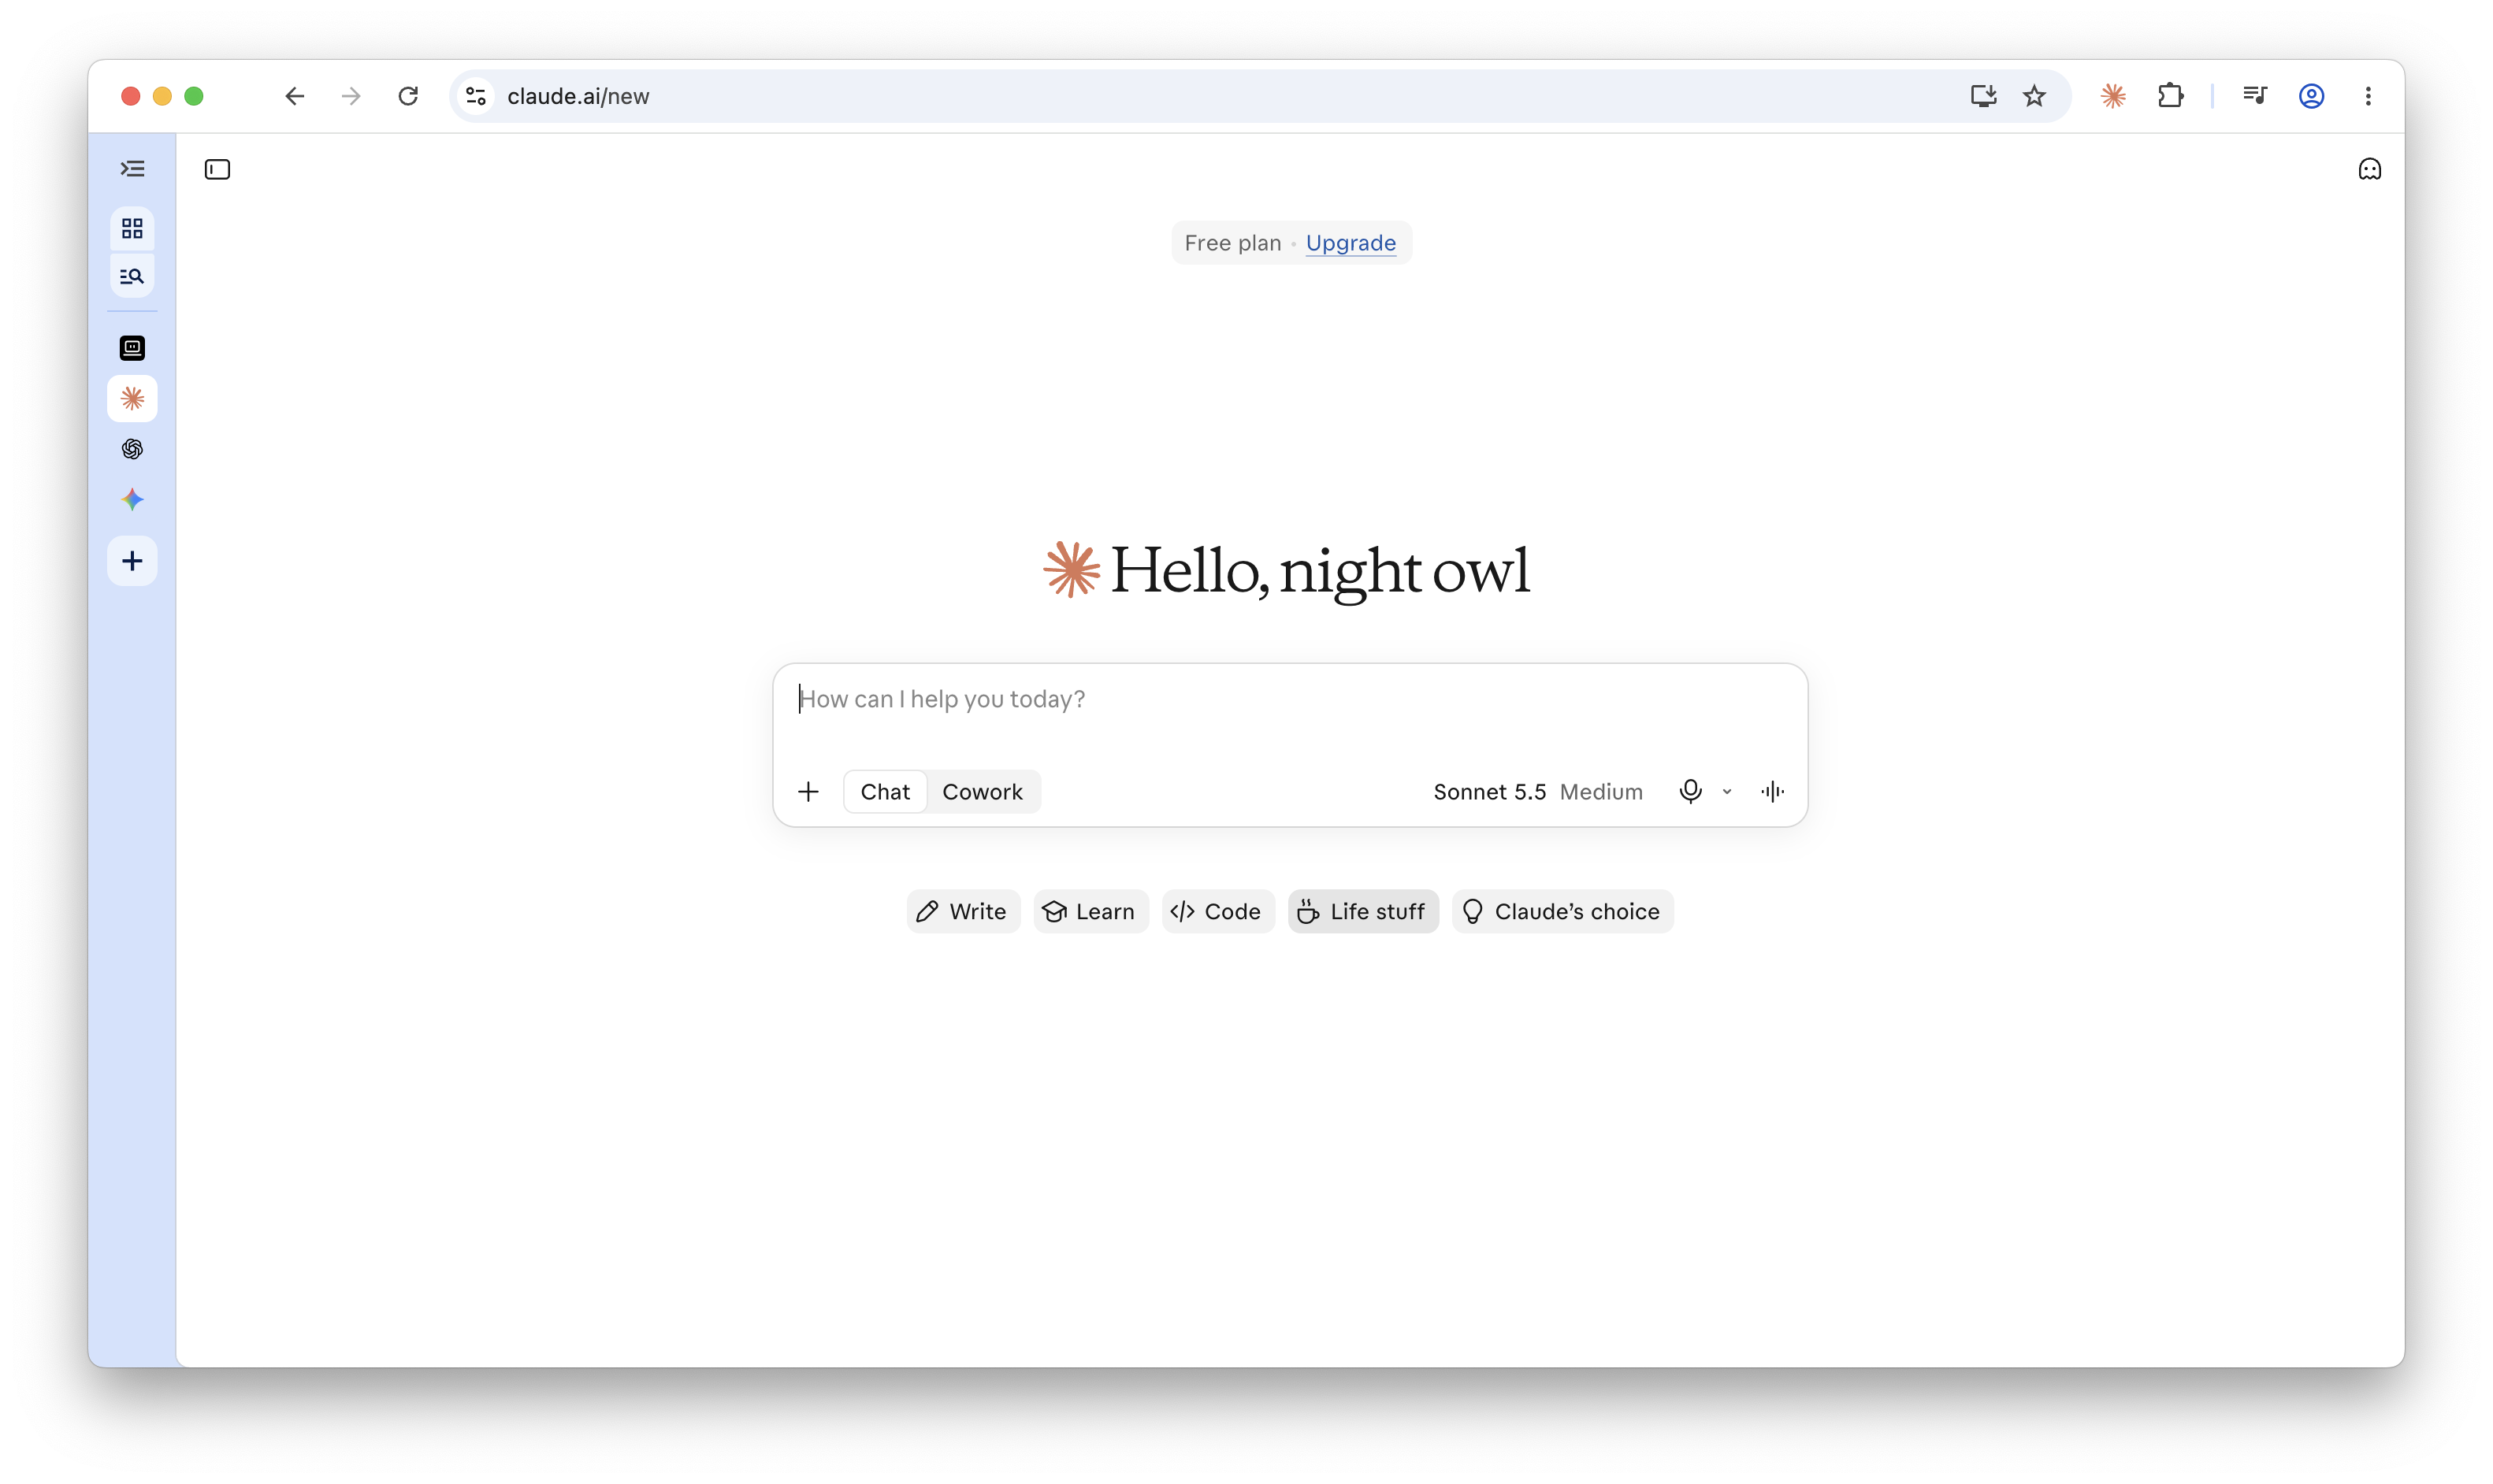 claude.ai/new
Free plan • Upgrade
Hello, night owl
How can I help you today?
Chat Cowork Sonnet 5.5 Medium
Write Learn Code Life stuff Claude’s choice